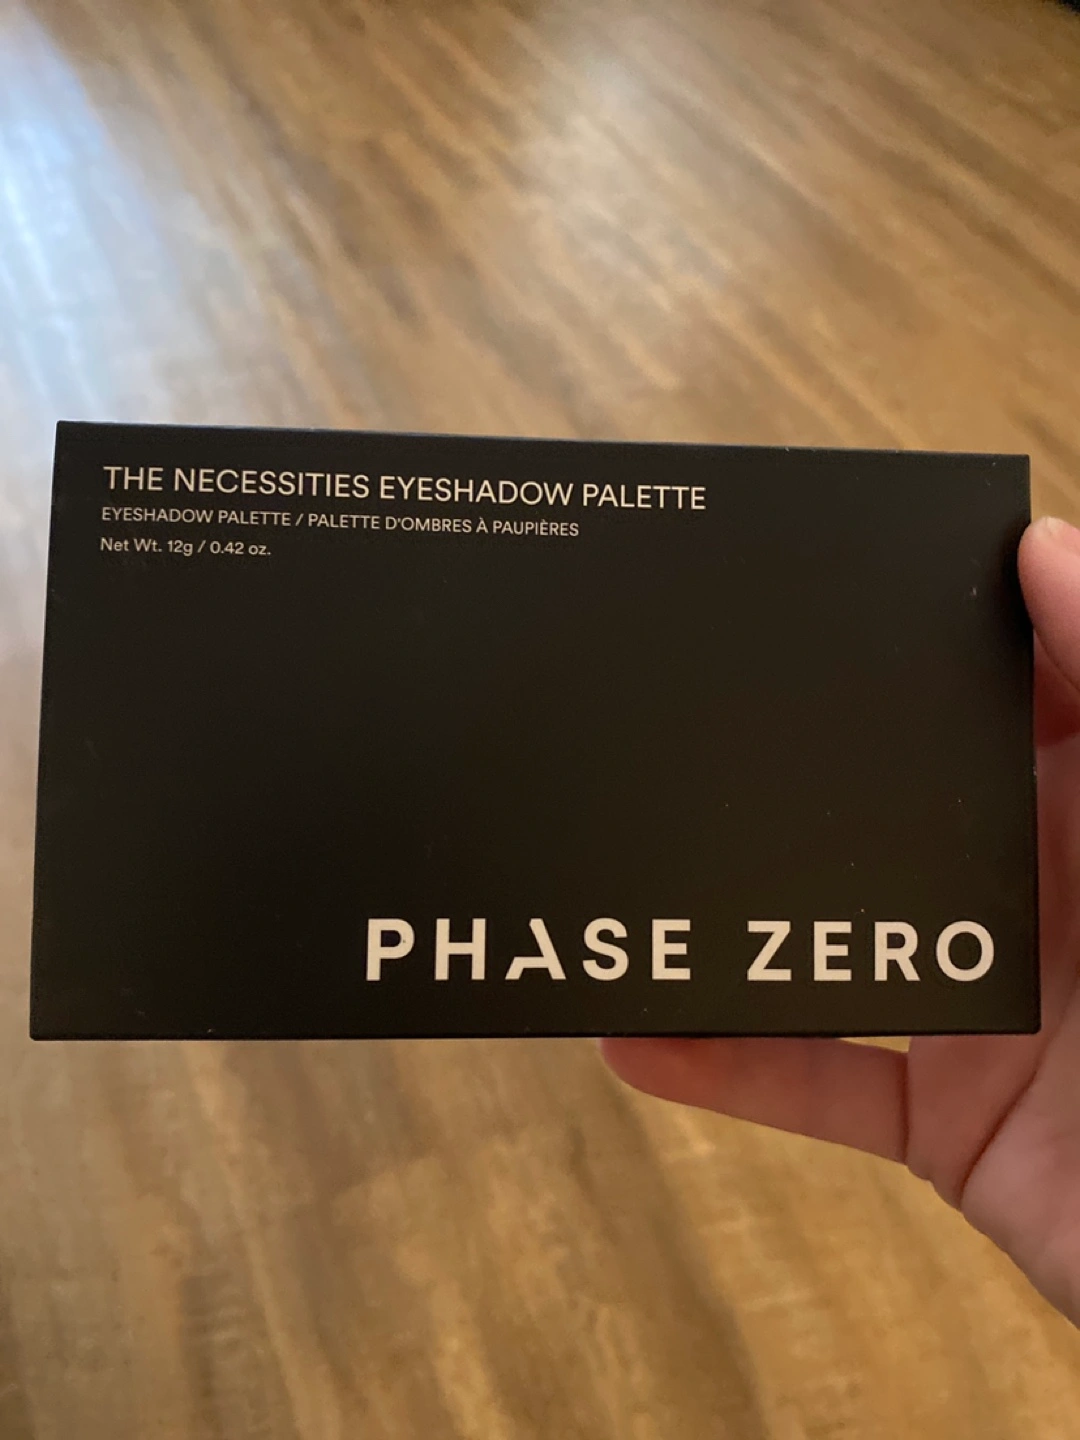 THE NECESSITIES EYESHADOW PALETTE
EYESHADOW PALETTE / PALETTE D'OMBRES À PAUPIÈRES
Net Wt. 12g / 0.42 oz.
PHASE ZERO